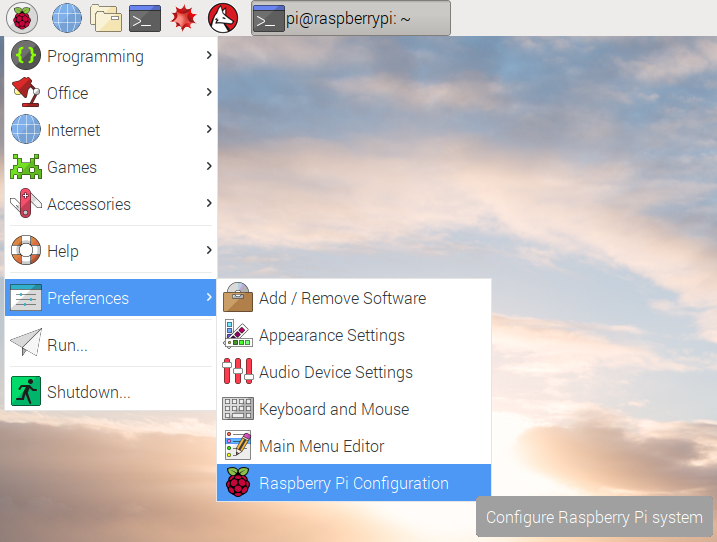 pi@raspberrypi: ~
Programming
Office
Internet
Games
Accessories
Help
Preferences
Run...
Shutdown...
Add / Remove Software
Appearance Settings
Audio Device Settings
Keyboard and Mouse
Main Menu Editor
Raspberry Pi Configuration
Configure Raspberry Pi system